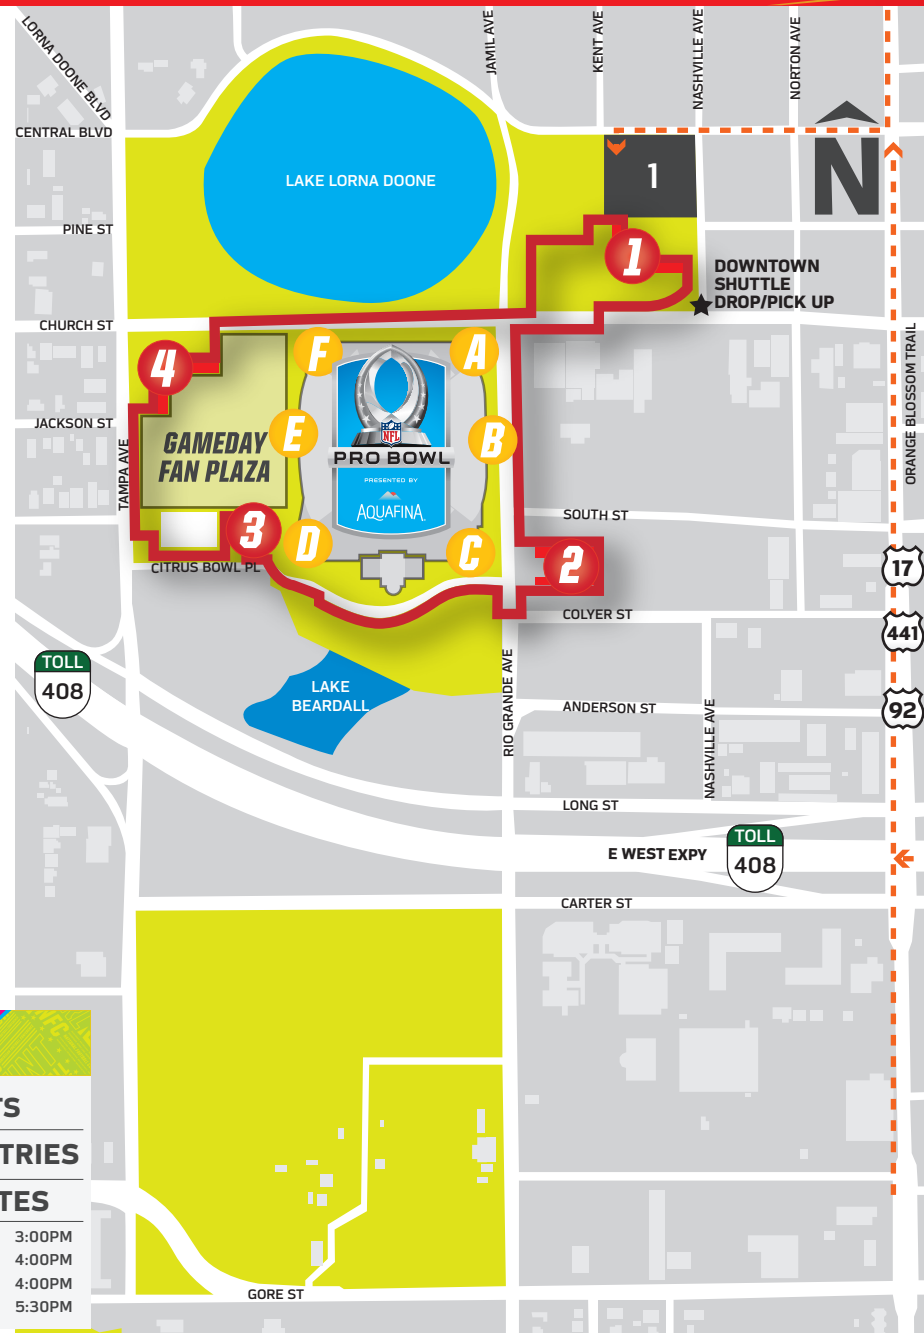 LORNA DOONE BLVD
JAMIL AVE
KENT AVE
NASHVILLE AVE
NORTON AVE
CENTRAL BLVD
LAKE LORNA DOONE
1
N
PINE ST
1
DOWNTOWN
SHUTTLE
DROP/PICK UP
CHURCH ST
ORANGE BLOSSOM TRAIL
4
F
A
JACKSON ST
TAMPA AVE
GAMEDAY
FAN PLAZA
E
NFL
PRO BOWL
PRESENTED BY
AQUAFINA
B
3
D
C
SOUTH ST
2
CITRUS BOWL PL
17
COLYER ST
441
TOLL
408
LAKE
BEARDALL
RIO GRANDE AVE
ANDERSON ST
NASHVILLE AVE
92
LONG ST
E WEST EXPY
TOLL
408
CARTER ST
TS
TRIES
TES
3:00PM
4:00PM
4:00PM
5:30PM
GORE ST